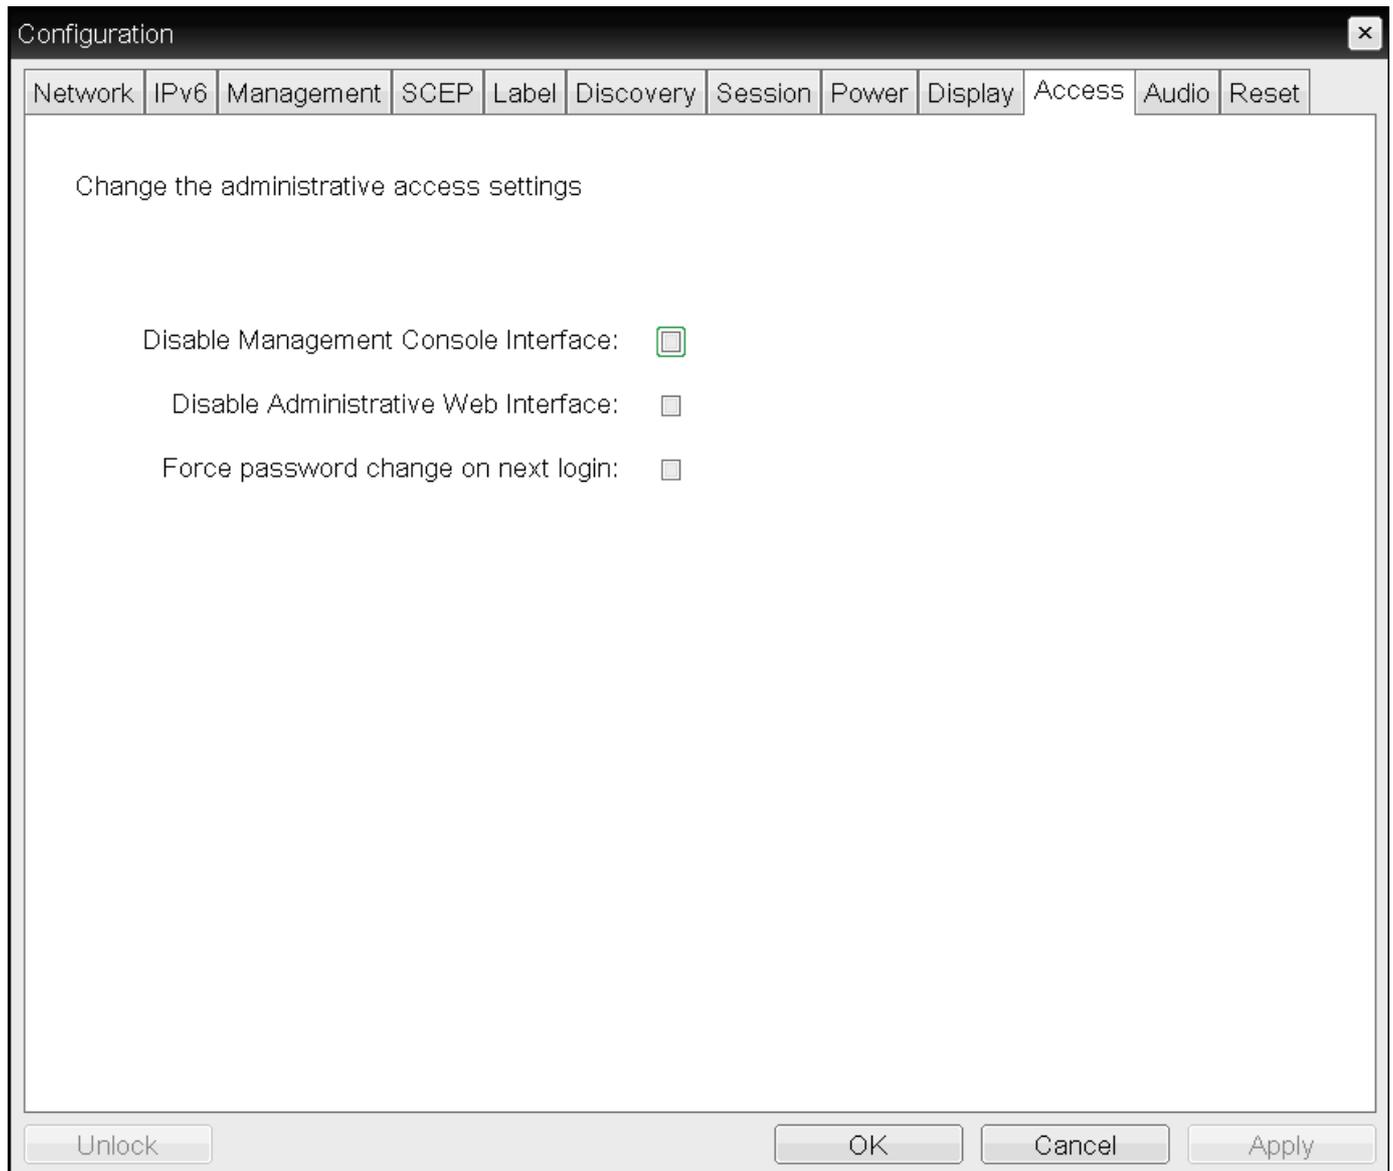 Configuration
Network IPv6 Management SCEP Label Discovery Session Power Display Access Audio Reset
Change the administrative access settings
Disable Management Console Interface:
Disable Administrative Web Interface:
Force password change on next login:
Unlock OK Cancel Apply